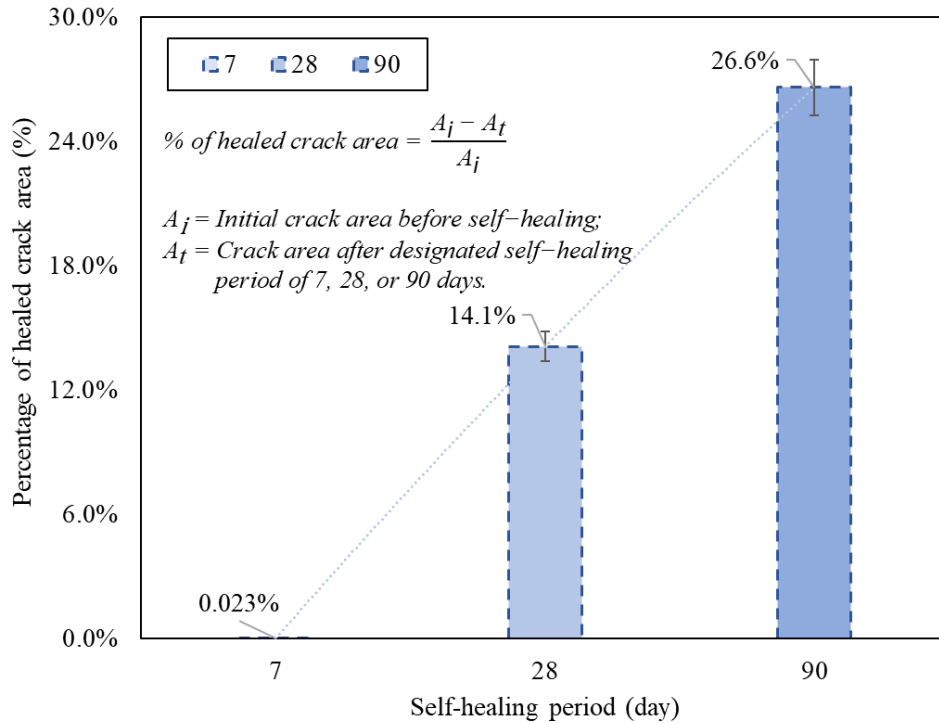 30.0%
24.0%
18.0%
12.0%
6.0%
0.0%
Percentage of healed crack area (%)
7 28 90
% of healed crack area = (A_i − A_t) / A_i
A_i = Initial crack area before self−healing;
A_t = Crack area after designated self−healing
period of 7, 28, or 90 days.
26.6%
14.1%
0.023%
7 28 90
Self-healing period (day)